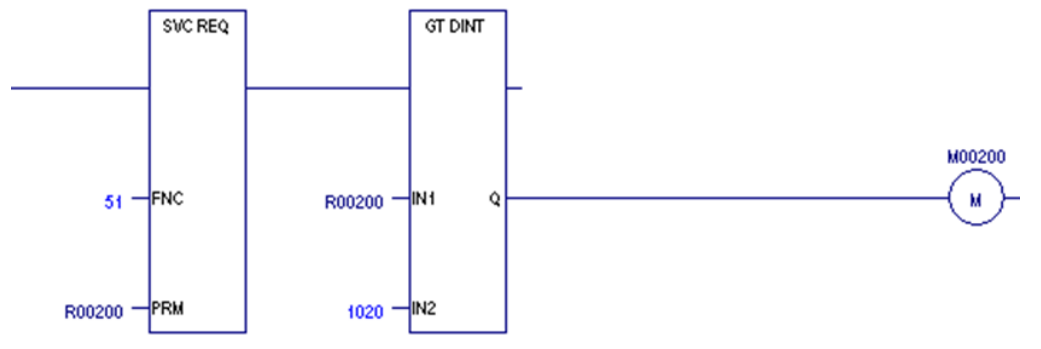 SVC REQ
GT DINT
M00200
M
51
FNC
R00200
IN1
Q
R00200
PRM
1020
IN2